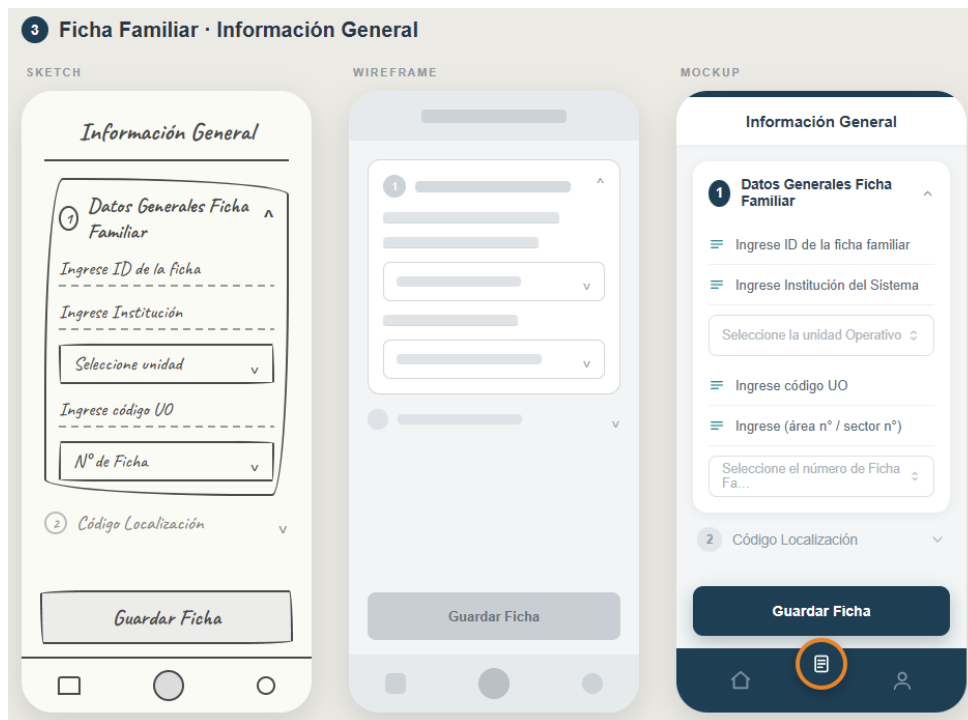 3 Ficha Familiar · Información General
SKETCH
Información General
1 Datos Generales Ficha
Familiar
Ingrese ID de la ficha
Ingrese Institución
Seleccione unidad
Ingrese código UO
N° de Ficha
2 Código Localización
Guardar Ficha
WIREFRAME
1
Guardar Ficha
MOCKUP
Información General
1 Datos Generales Ficha
Familiar
Ingrese ID de la ficha familiar
Ingrese Institución del Sistema
Seleccione la unidad Operativo
Ingrese código UO
Ingrese (área n° / sector n°)
Seleccione el número de Ficha
Fa...
2 Código Localización
Guardar Ficha